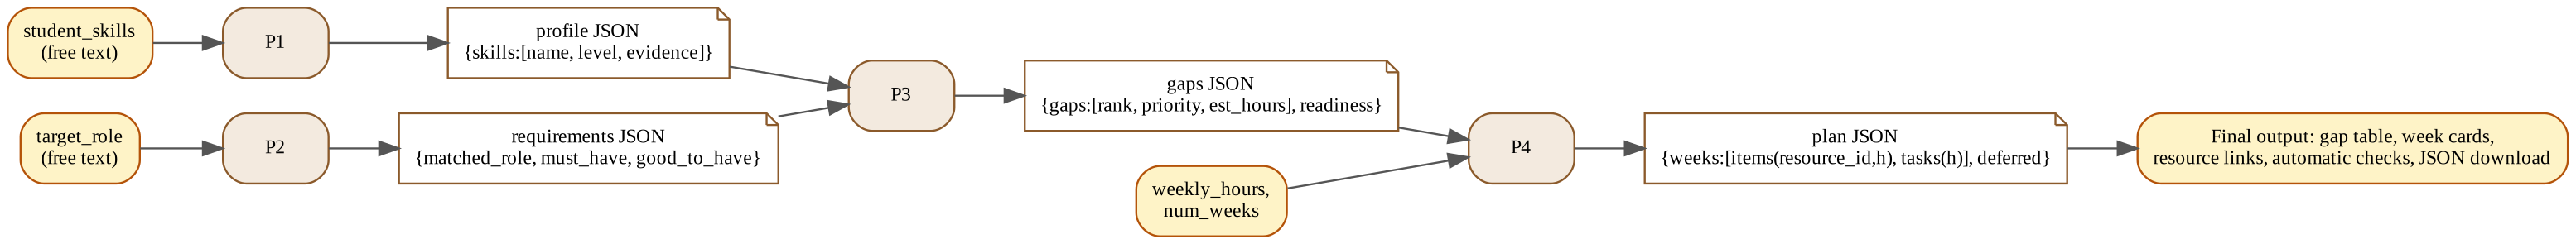 student_skills
(free text)
P1
profile JSON
{skills:[name, level, evidence]}
target_role
(free text)
P2
requirements JSON
{matched_role, must_have, good_to_have}
P3
gaps JSON
{gaps:[rank, priority, est_hours], readiness}
weekly_hours,
num_weeks
P4
plan JSON
{weeks:[items(resource_id,h), tasks(h)], deferred}
Final output: gap table, week cards,
resource links, automatic checks, JSON download